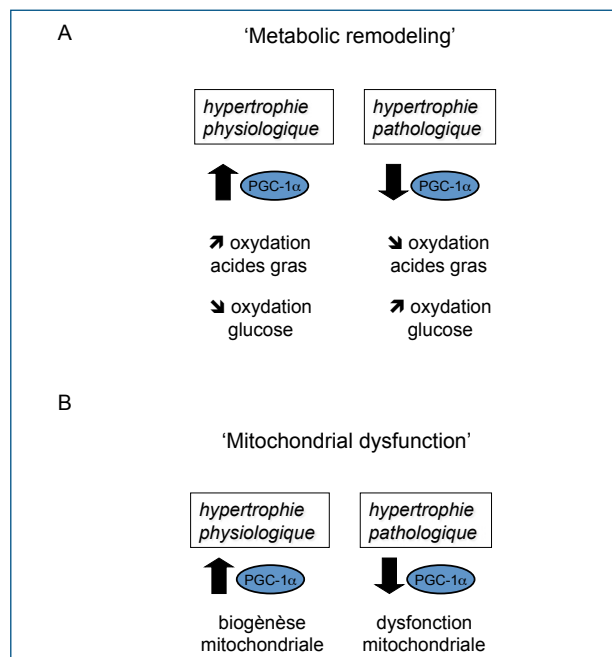 A
'Metabolic remodeling'
hypertrophie
physiologique
hypertrophie
pathologique
PGC-1α
PGC-1α
↗ oxydation
acides gras
↘ oxydation
acides gras
↘ oxydation
glucose
↗ oxydation
glucose
B
'Mitochondrial dysfunction'
hypertrophie
physiologique
hypertrophie
pathologique
PGC-1α
PGC-1α
biogènèse
mitochondriale
dysfonction
mitochondriale